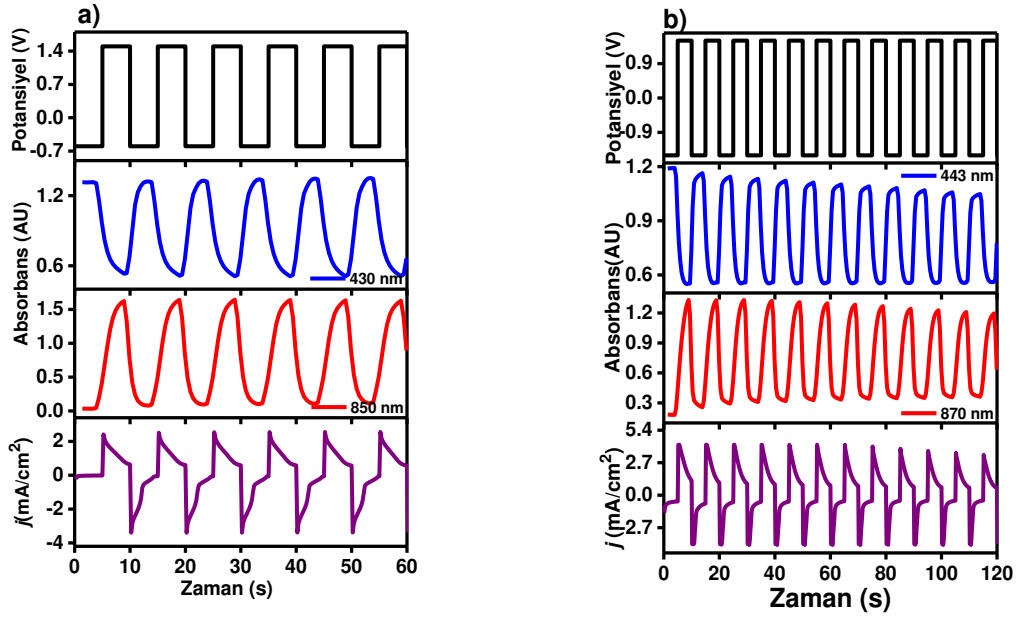 a)
Potansiyel (V)
1.4
0.7
0.0
-0.7
Absorbans (AU)
1.2
0.6
430 nm
1.5
1.0
0.5
0.0
850 nm
j(mA/cm²)
2
0
-2
-4
0 10 20 30 40 50 60
Zaman (s)
b)
Potansiyel (V)
0.9
0.0
-0.9
Absorbans(AU)
1.2
0.9
0.6
443 nm
1.2
0.9
0.6
0.3
870 nm
j (mA/cm²)
5.4
2.7
0.0
-2.7
0 20 40 60 80 100 120
Zaman (s)